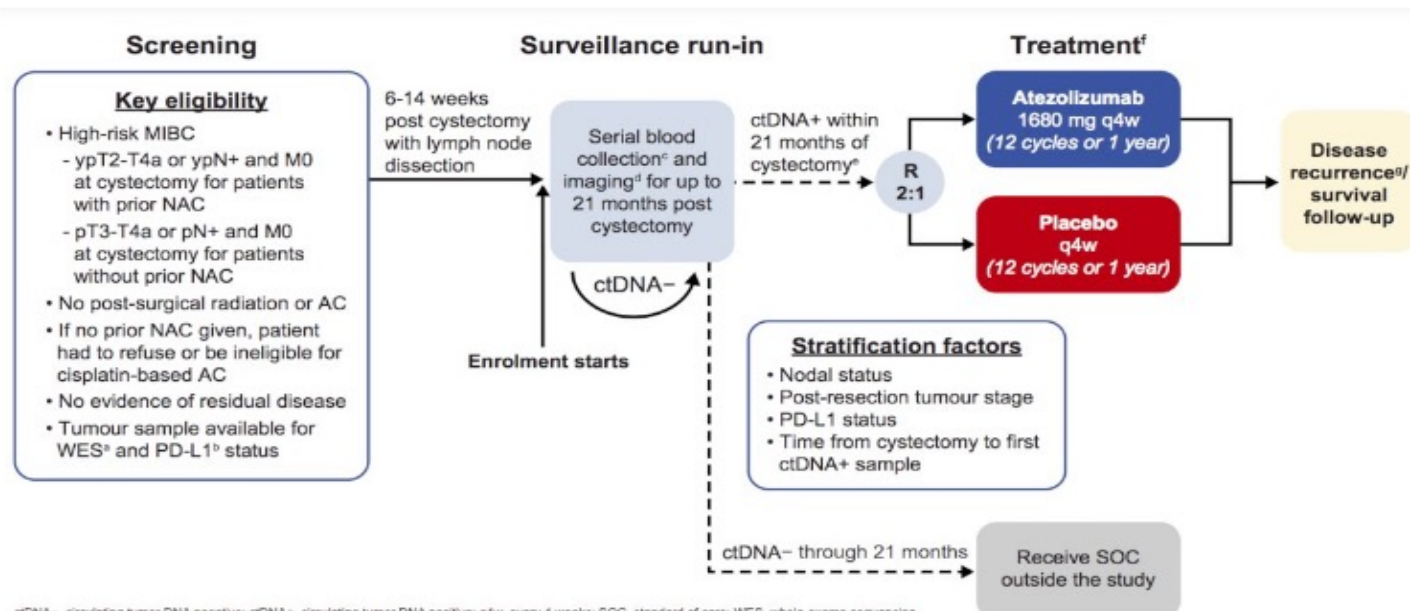 Screening
Key eligibility
• High-risk MIBC
- ypT2-T4a or ypN+ and M0
at cystectomy for patients
with prior NAC
- pT3-T4a or pN+ and M0
at cystectomy for patients
without prior NAC
• No post-surgical radiation or AC
• If no prior NAC given, patient
had to refuse or be ineligible for
cisplatin-based AC
• No evidence of residual disease
• Tumour sample available for
WESᵃ and PD-L1ᵇ status
6-14 weeks
post cystectomy
with lymph node
dissection
Surveillance run-in
Serial blood
collectionᶜ and
imagingᵈ for up to
21 months post
cystectomy
ctDNA−
Enrolment starts
ctDNA+ within
21 months of
cystectomyᵉ
R
2:1
Treatmentᶠ
Atezolizumab
1680 mg q4w
(12 cycles or 1 year)
Placebo
q4w
(12 cycles or 1 year)
Disease
recurrenceᵍ/
survival
follow-up
Stratification factors
• Nodal status
• Post-resection tumour stage
• PD-L1 status
• Time from cystectomy to first
ctDNA+ sample
ctDNA− through 21 months
Receive SOC
outside the study